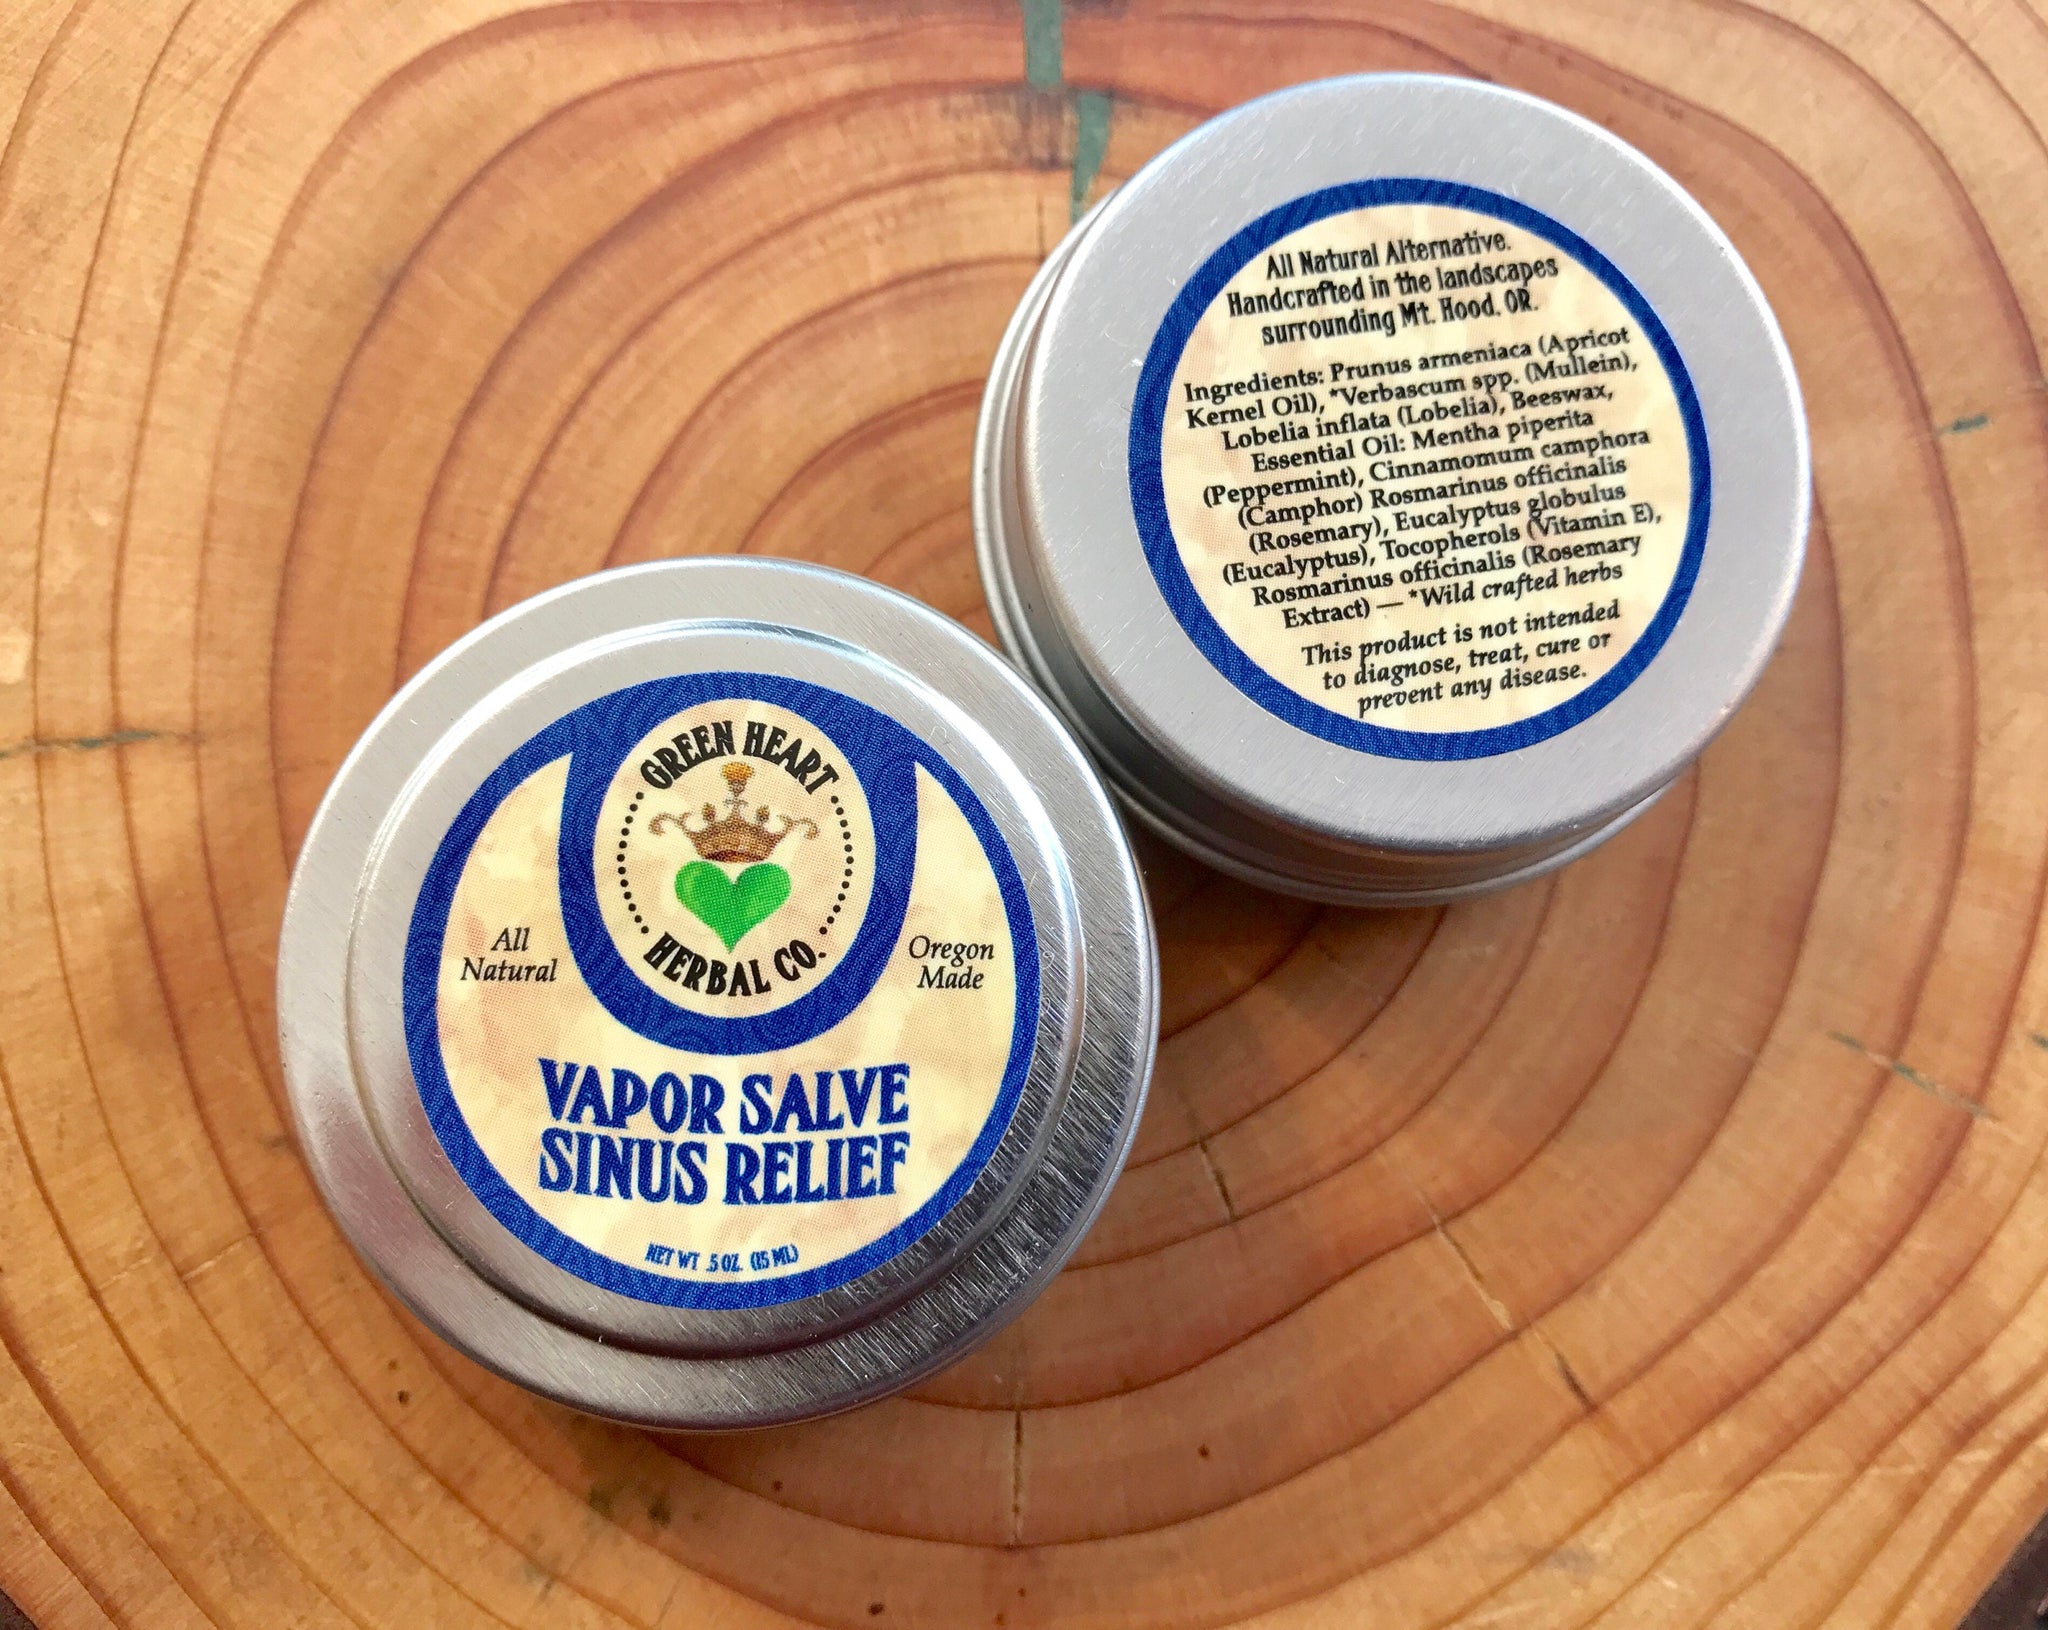 GREEN HEART
HERBAL CO.
All
Natural
Oregon
Made
VAPOR SALVE
SINUS RELIEF
NET WT .5 OZ. (15 ML)
All Natural Alternative.
Handcrafted in the landscapes
surrounding Mt. Hood, OR.
Ingredients: Prunus armeniaca (Apricot
Kernel Oil), *Verbascum spp. (Mullein),
Lobelia inflata (Lobelia), Beeswax,
Essential Oil: Mentha piperita
(Peppermint), Cinnamomum camphora
(Camphor) Rosmarinus officinalis
(Rosemary), Eucalyptus globulus
(Eucalyptus), Tocopherols (Vitamin E),
Rosmarinus officinalis (Rosemary
Extract) — *Wild crafted herbs
This product is not intended
to diagnose, treat, cure or
prevent any disease.